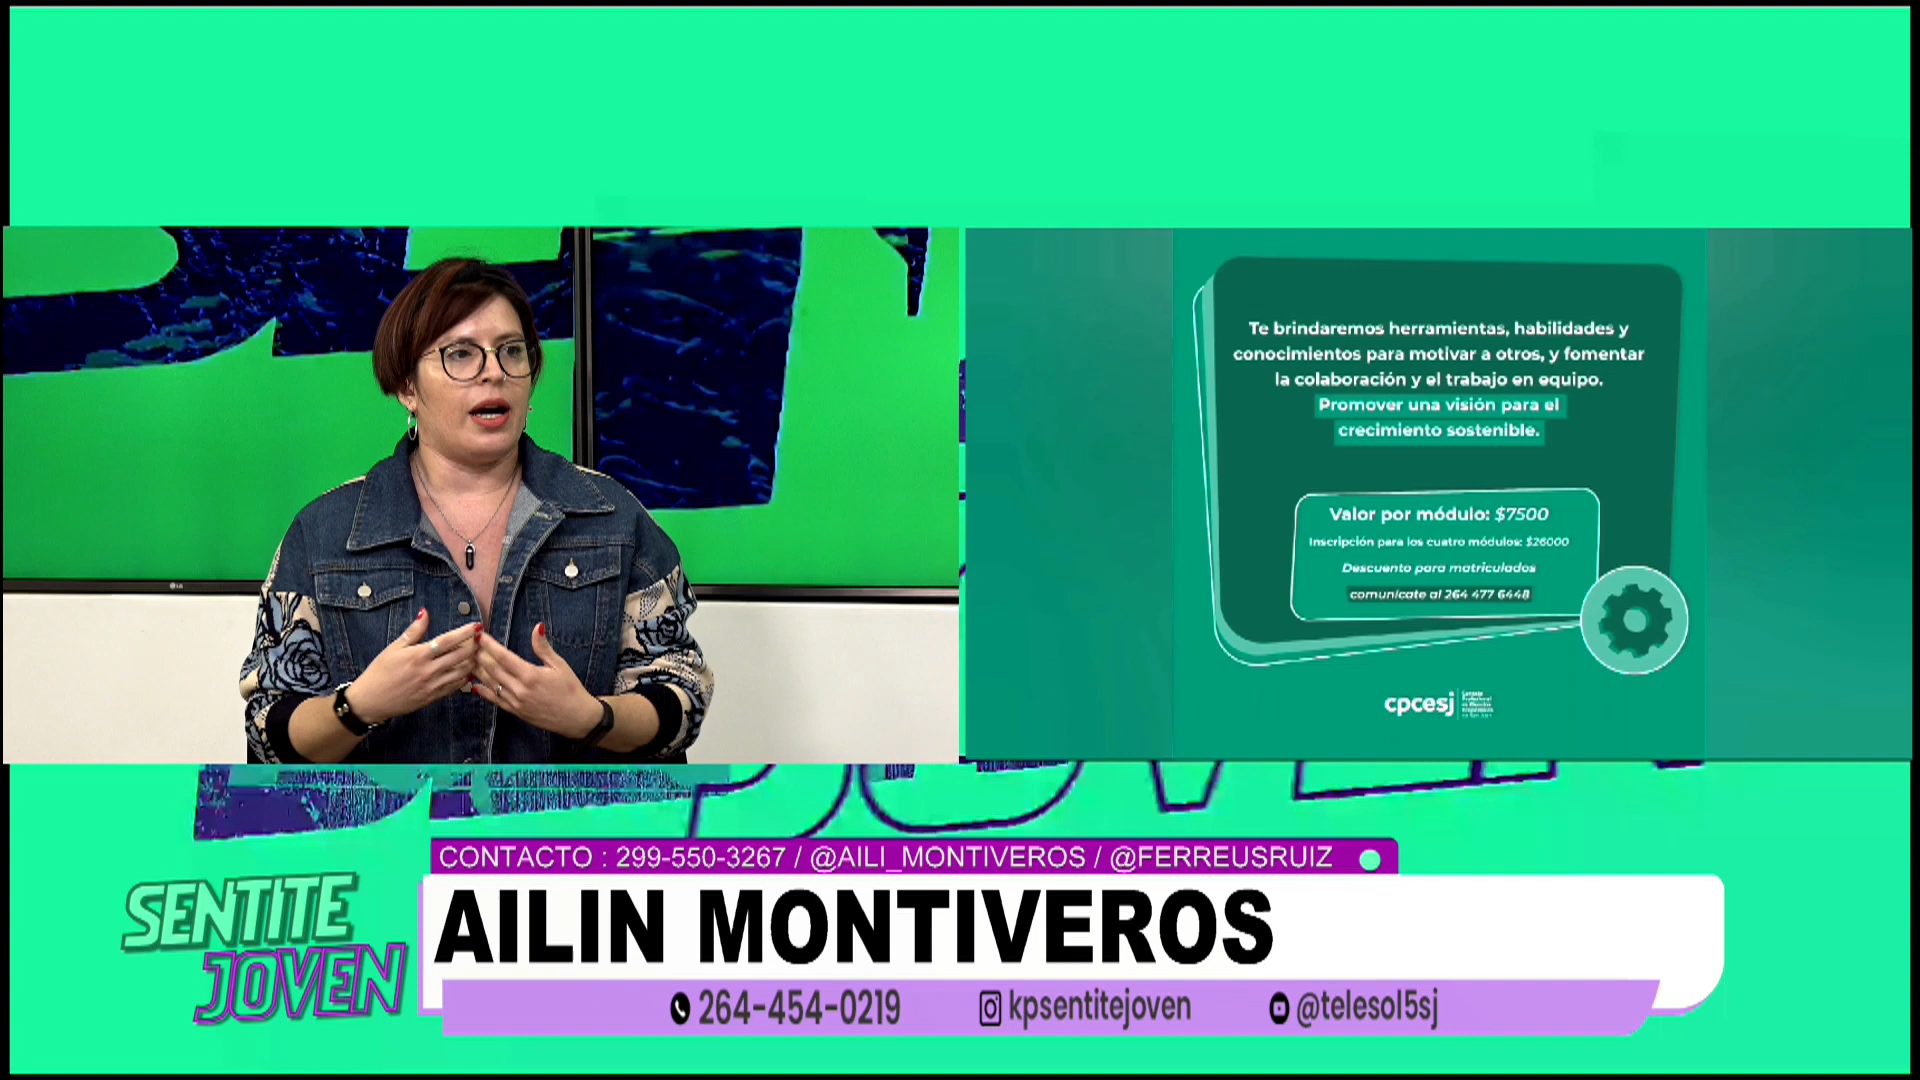 Te brindaremos herramientas, habilidades y
conocimientos para motivar a otros, y fomentar
la colaboración y el trabajo en equipo.
Promover una visión para el
crecimiento sostenible.
Valor por módulo: $7500
Inscripción para los cuatro módulos: $26000
Descuento para matriculados
comunícate al 264 477 6448
cpcesj
CONTACTO : 299-550-3267 / @AILI_MONTIVEROS / @FERREUSRUIZ
SENTITE
JOVEN
AILIN MONTIVEROS
264-454-0219
kpsentitejoven
@telesol5sj